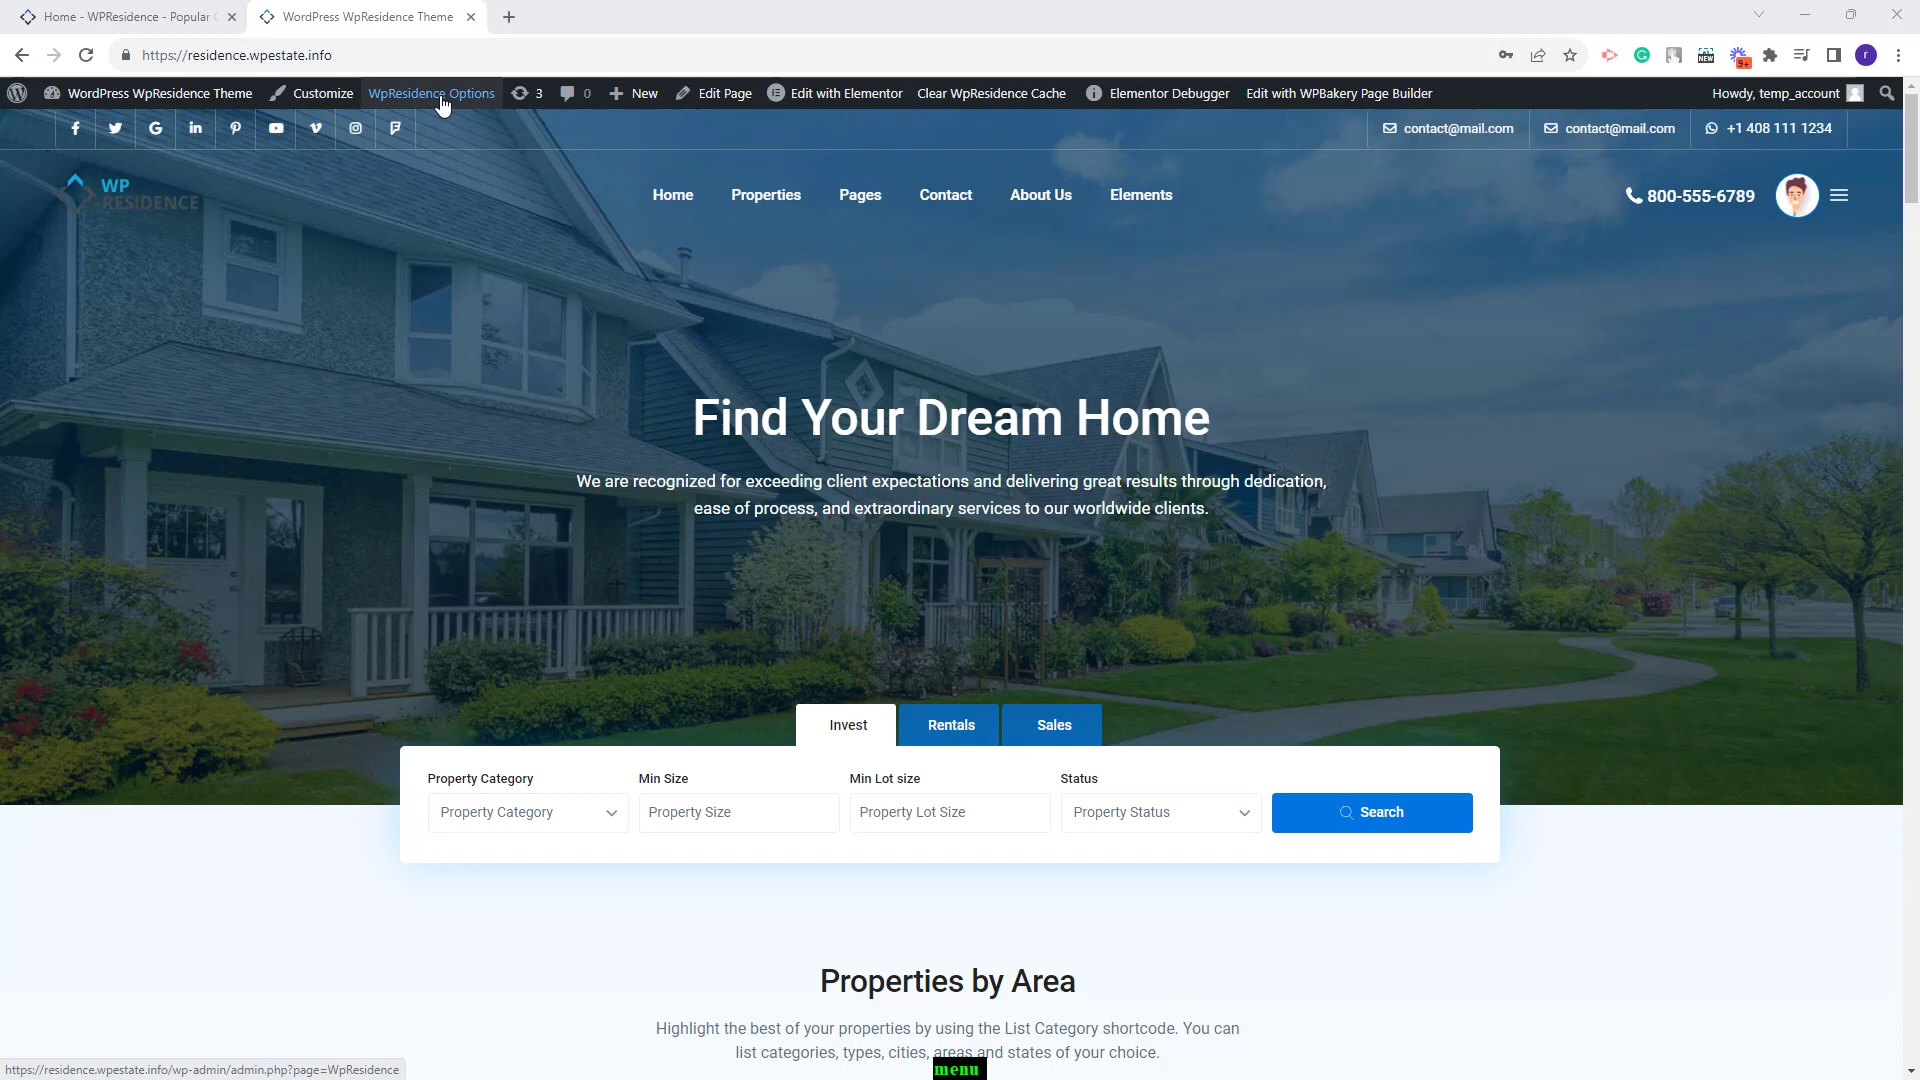 Home - WPResidence - Popular
WordPress WpResidence Theme
https://residence.wpestate.info
9+
NEW
r
WordPress WpResidence Theme
Customize
WpResidence Options
3
0
New
Edit Page
Edit with Elementor
Clear WpResidence Cache
Elementor Debugger
Edit with WPBakery Page Builder
Howdy, temp_account
contact@mail.com
contact@mail.com
+1 408 111 1234
WP
RESIDENCE
Home
Properties
Pages
Contact
About Us
Elements
800-555-6789
Find Your Dream Home
We are recognized for exceeding client expectations and delivering great results through dedication,
ease of process, and extraordinary services to our worldwide clients.
Invest
Rentals
Sales
Property Category
Min Size
Min Lot size
Status
Property Category
Property Size
Property Lot Size
Property Status
Search
Properties by Area
Highlight the best of your properties by using the List Category shortcode. You can
list categories, types, cities, areas and states of your choice.
menu
https://residence.wpestate.info/wp-admin/admin.php?page=WpResidence